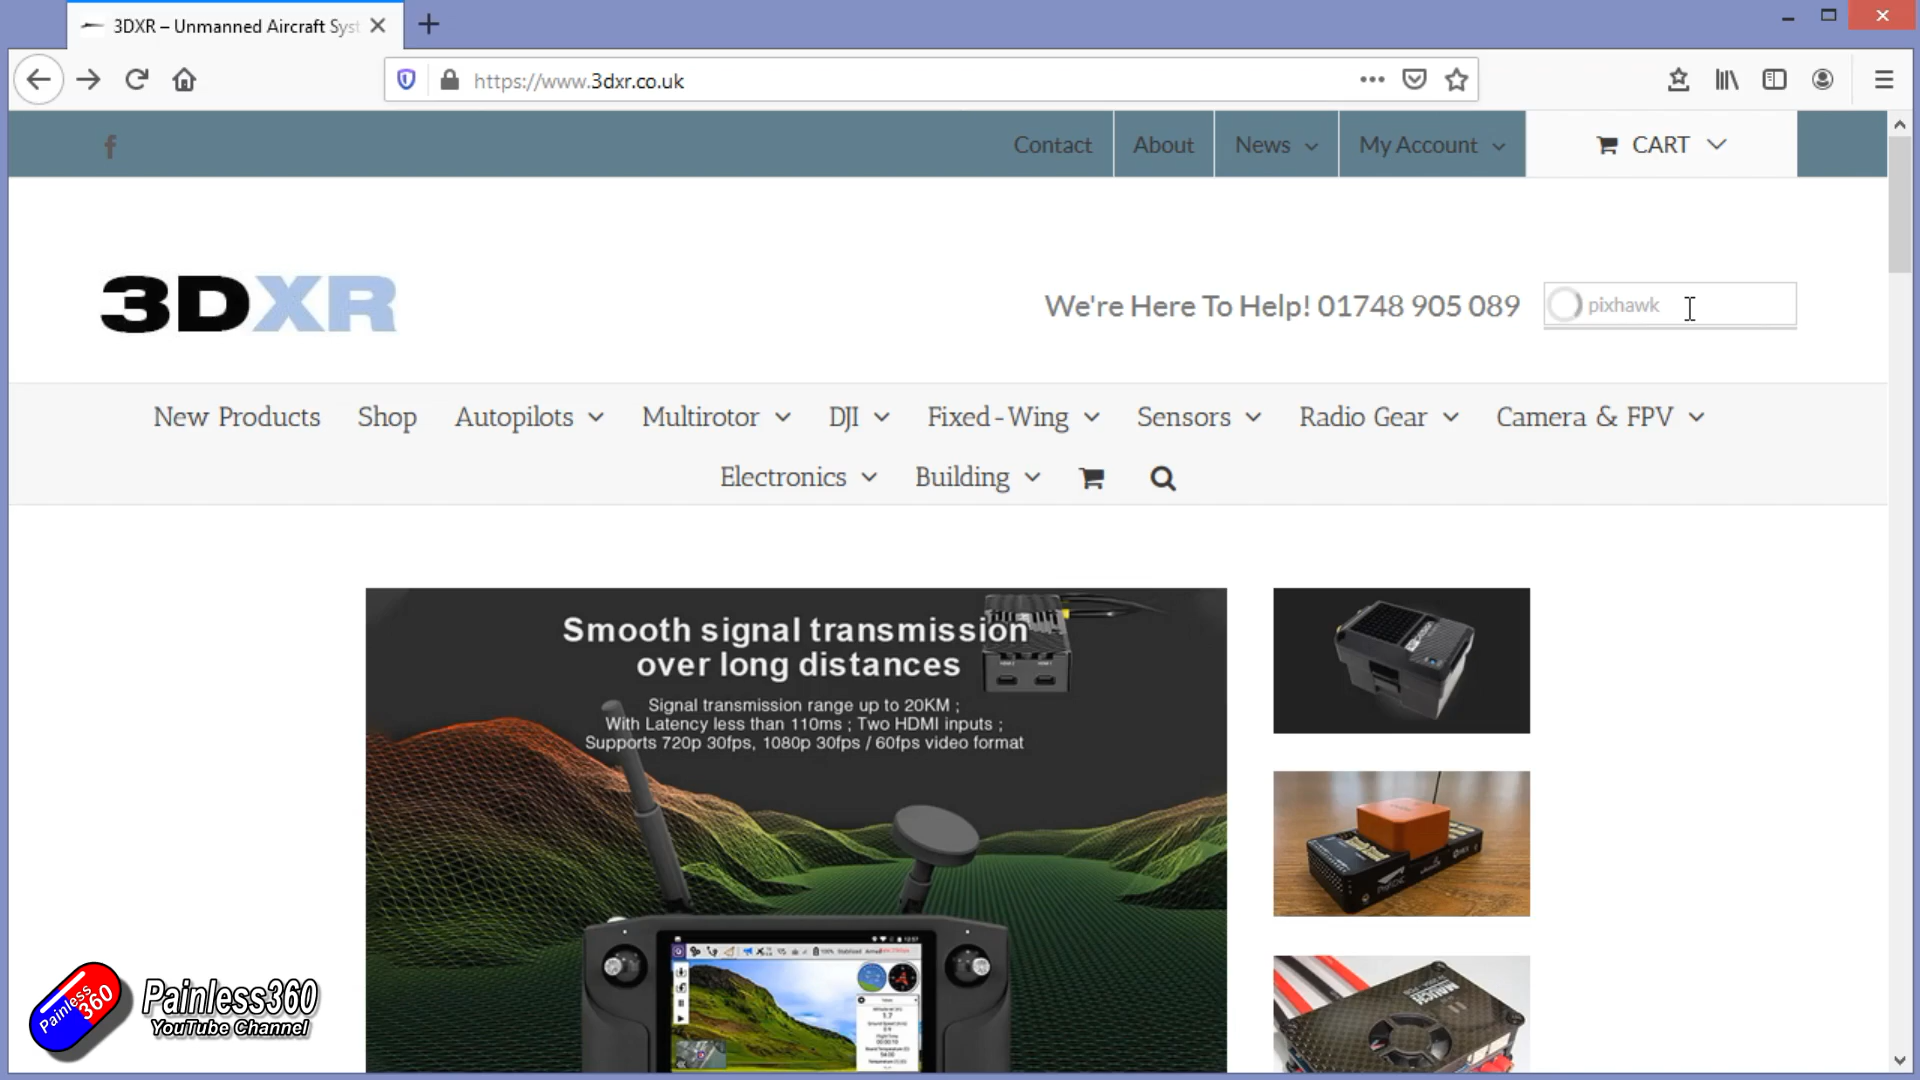 3DXR – Unmanned Aircraft Syst
https://www.3dxr.co.uk
Contact
About
News
My Account
CART
3DXR
We're Here To Help! 01748 905 089
pixhawk
New Products
Shop
Autopilots
Multirotor
DJI
Fixed-Wing
Sensors
Radio Gear
Camera & FPV
Electronics
Building
Smooth signal transmission
over long distances
Signal transmission range up to 20KM ;
With Latency less than 110ms ; Two HDMI inputs ;
Supports 720p 30fps, 1080p 30fps / 60fps video format
MAUCH
Painless
360
Painless360
YouTube Channel